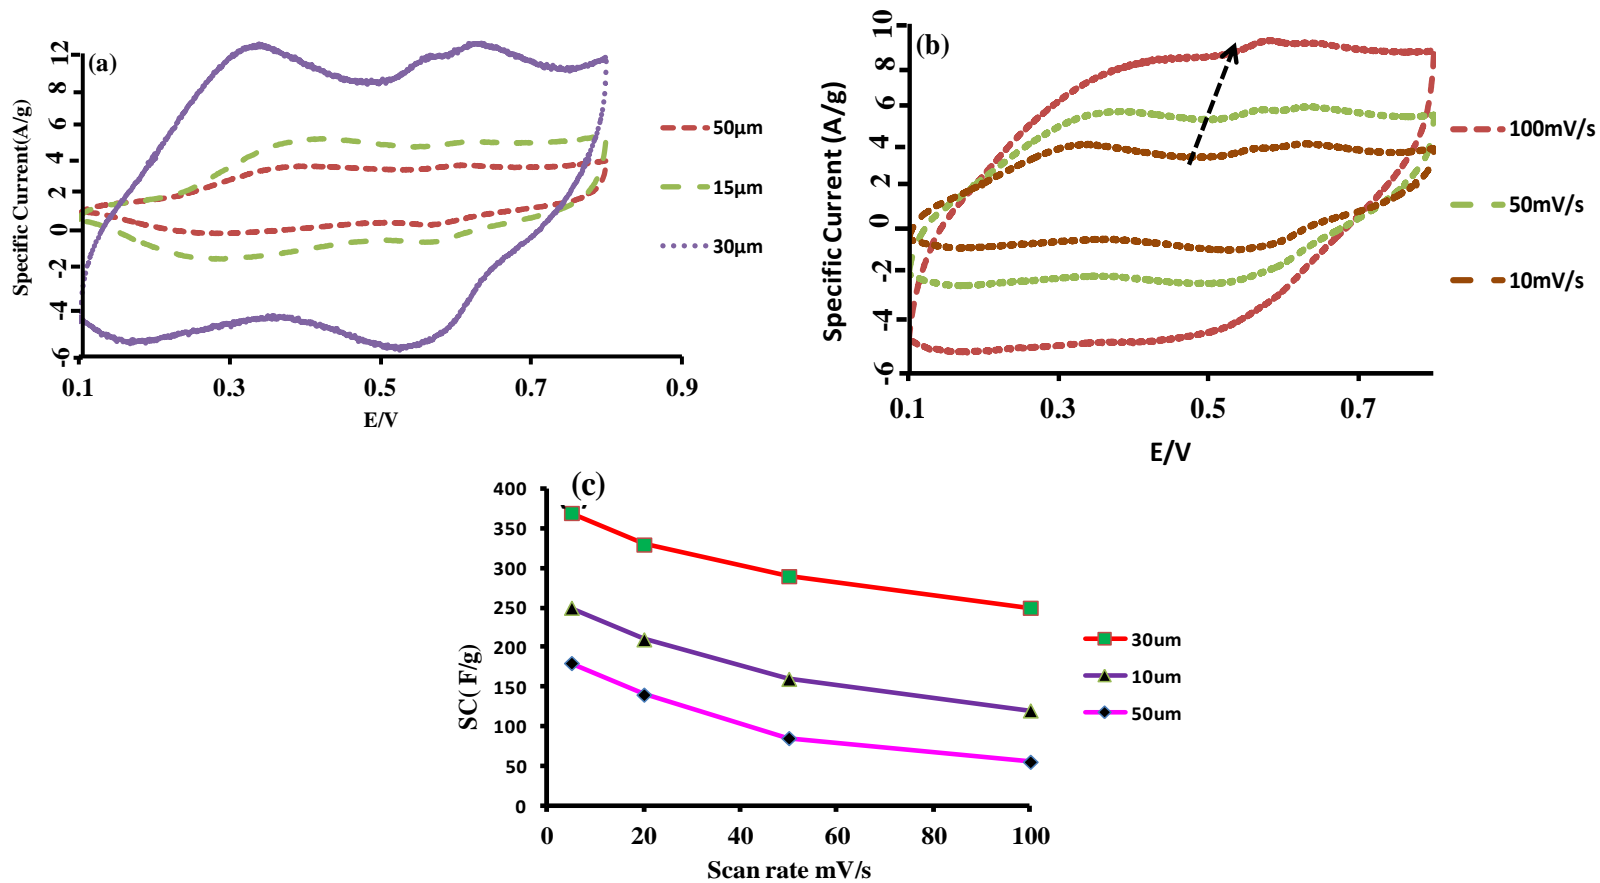 (a)
Specific Current(A/g)
12
8
6
4
2
0
-2
-4
-6
0.1 0.3 0.5 0.7 0.9
E/V
50μm
15μm
30μm
(b)
Specific Current (A/g)
10
8
6
4
2
0
-2
-4
-6
0.1 0.3 0.5 0.7
E/V
100mV/s
50mV/s
10mV/s
(c)
SC( F/g)
400
350
300
250
200
150
100
50
0
0 20 40 60 80 100
Scan rate mV/s
30um
10um
50um